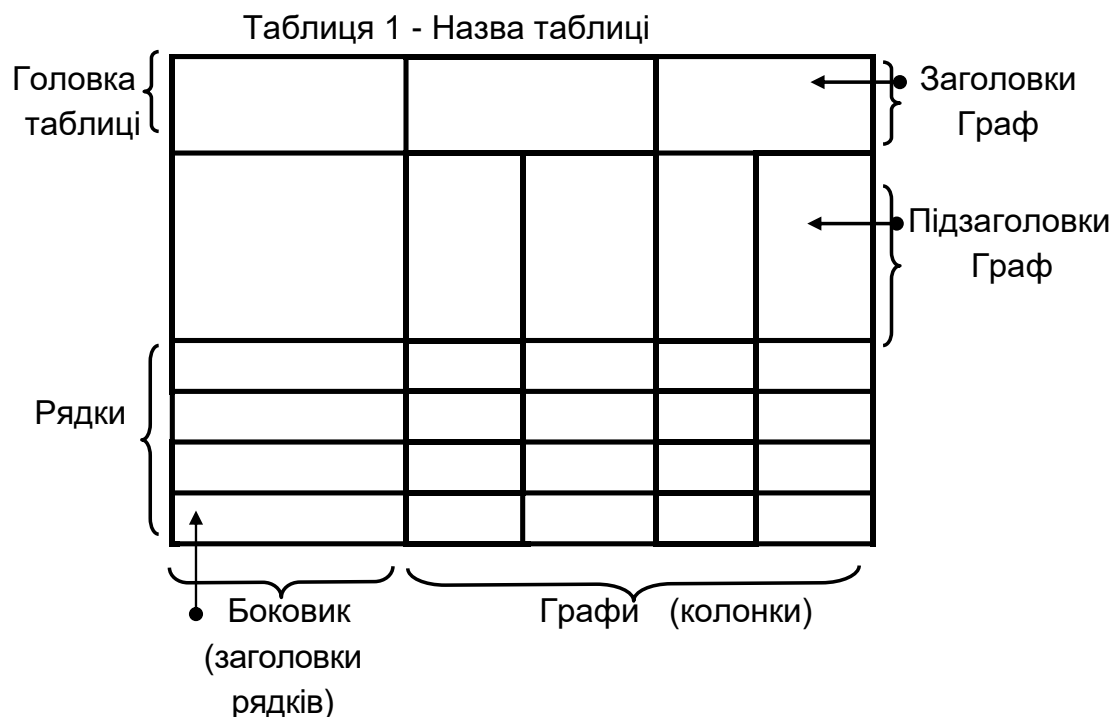 Таблиця 1 - Назва таблиці
Головка
таблиці
Заголовки
Граф
Підзаголовки
Граф
Рядки
Боковик
(заголовки
рядків)
Графи (колонки)